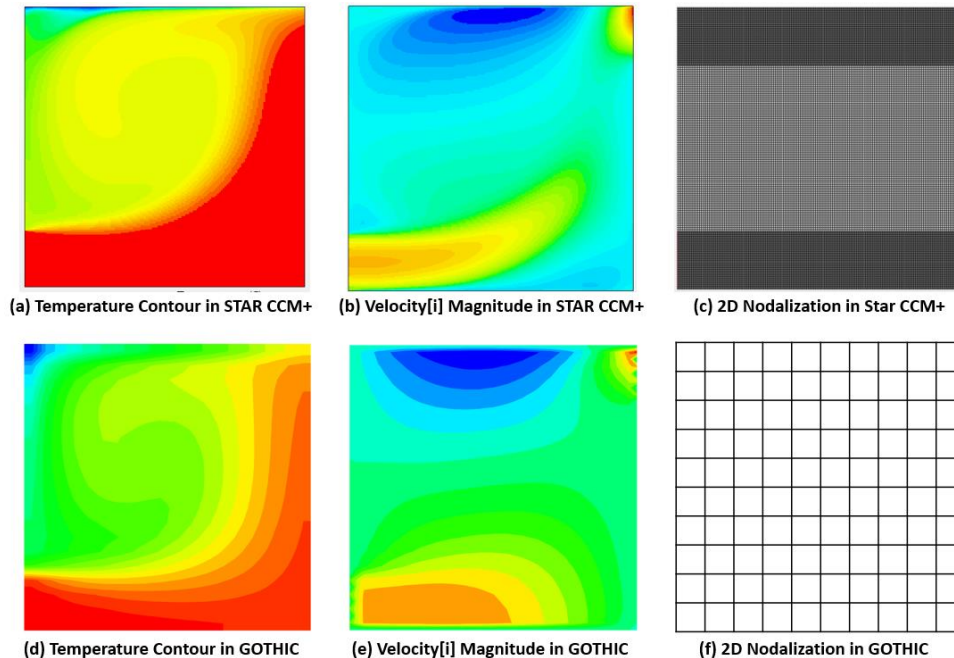 (a) Temperature Contour in STAR CCM+
(b) Velocity[i] Magnitude in STAR CCM+
(c) 2D Nodalization in Star CCM+
(d) Temperature Contour in GOTHIC
(e) Velocity[i] Magnitude in GOTHIC
(f) 2D Nodalization in GOTHIC